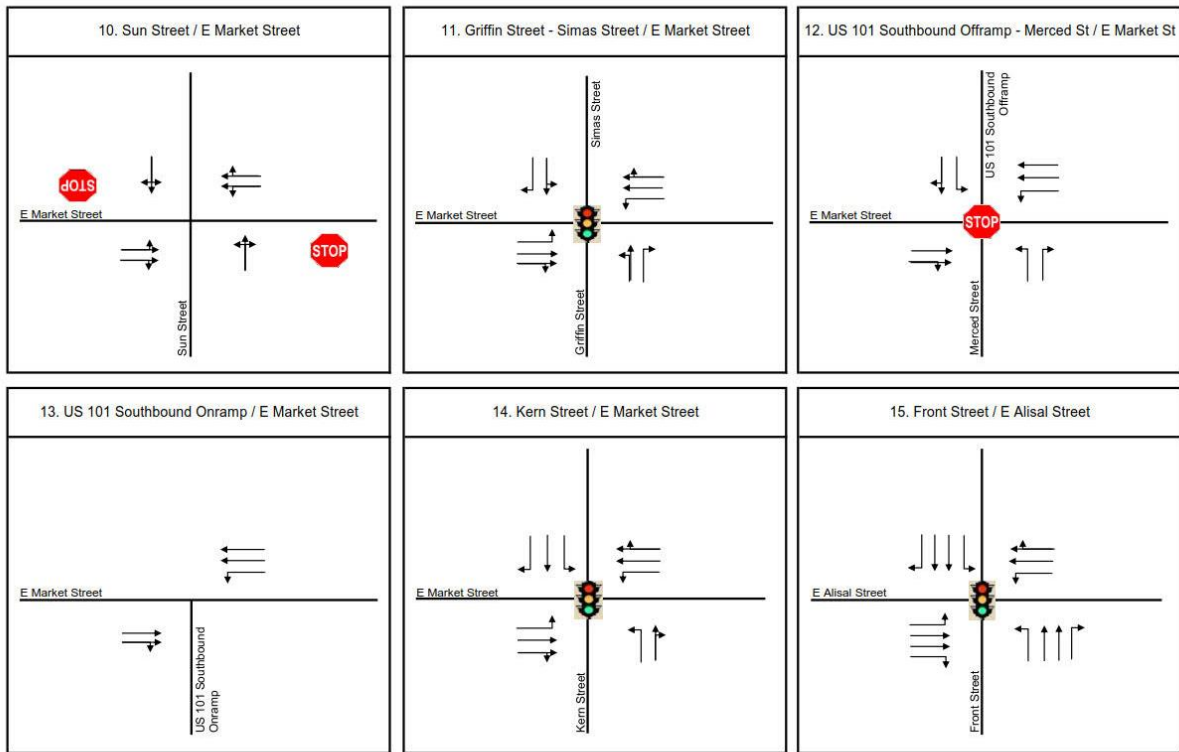 10. Sun Street / E Market Street
STOP
E Market Street
STOP
Sun Street
11. Griffin Street - Simas Street / E Market Street
Simas Street
E Market Street
Griffin Street
12. US 101 Southbound Offramp - Merced St / E Market St
US 101 Southbound
Offramp
E Market Street
STOP
Merced Street
13. US 101 Southbound Onramp / E Market Street
E Market Street
US 101 Southbound
Onramp
14. Kern Street / E Market Street
E Market Street
Kern Street
15. Front Street / E Alisal Street
E Alisal Street
Front Street